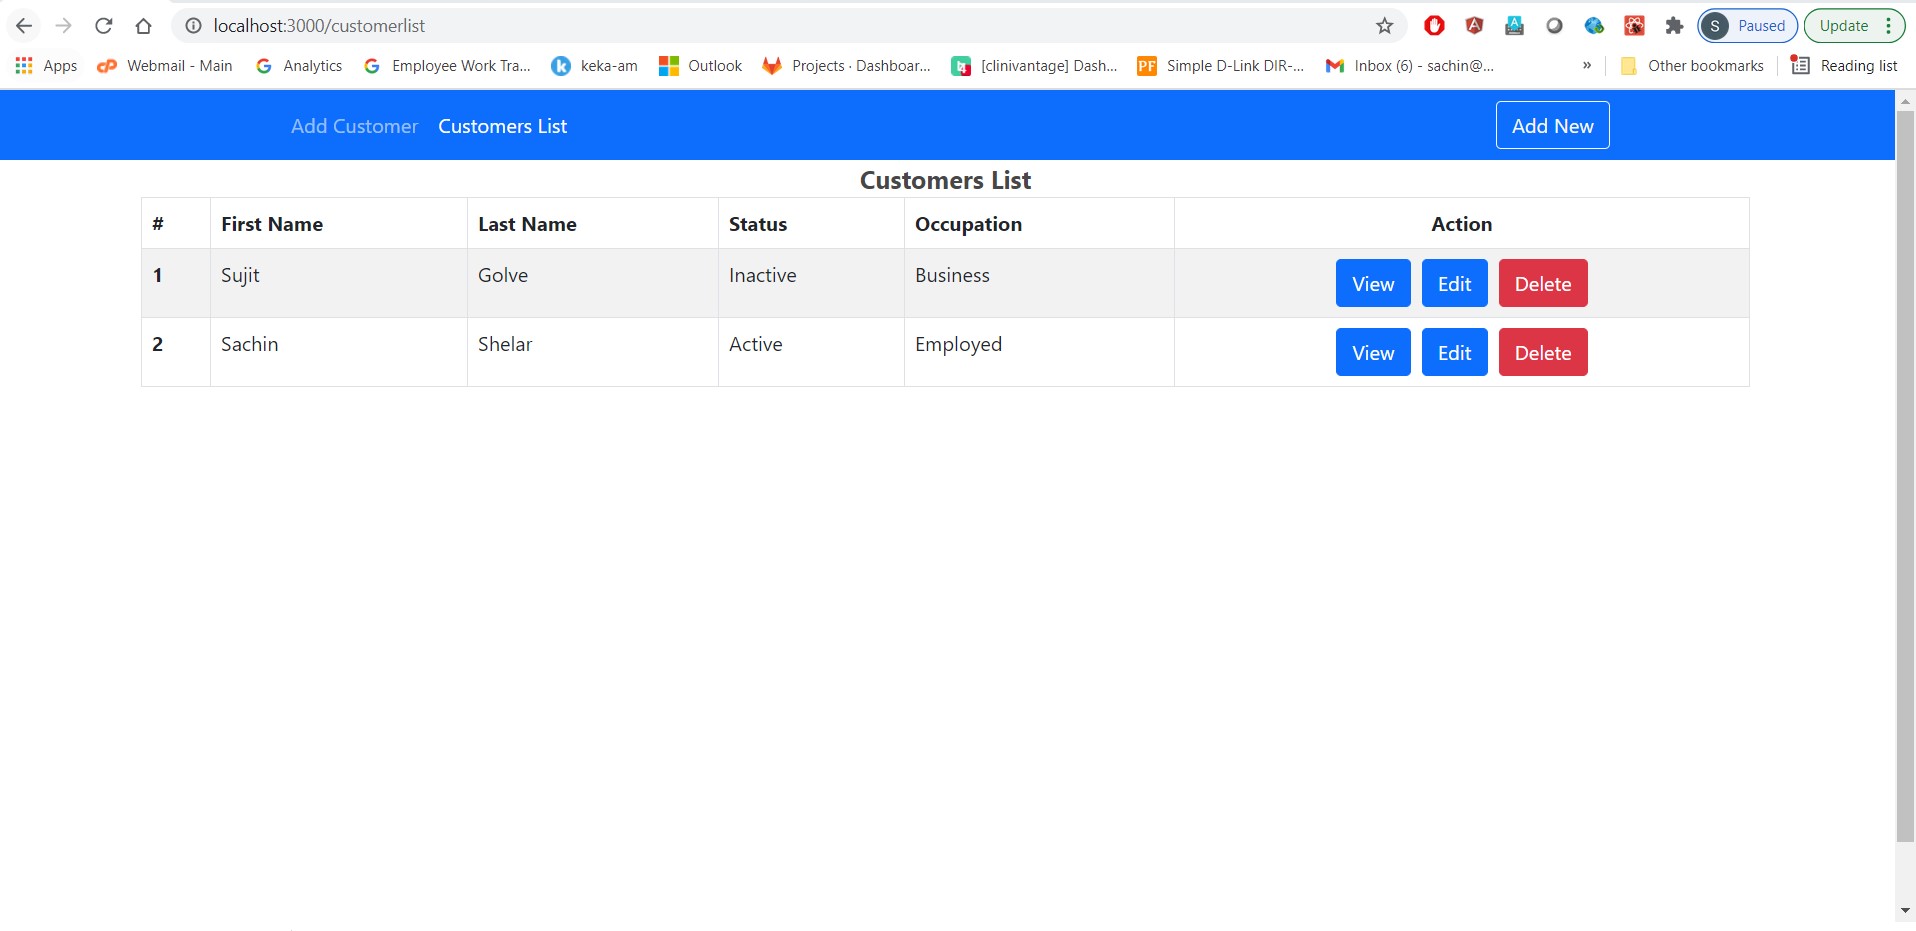 localhost:3000/customerlist S Paused Update
Apps Webmail - Main Analytics Employee Work Tra... keka-am Outlook Projects · Dashboar... [clinivantage] Dash... PF Simple D-Link DIR-... Inbox (6) - sachin@... » Other bookmarks Reading list
Add Customer Customers List Add New
Customers List
# First Name Last Name Status Occupation Action
1 Sujit Golve Inactive Business View Edit Delete
2 Sachin Shelar Active Employed View Edit Delete